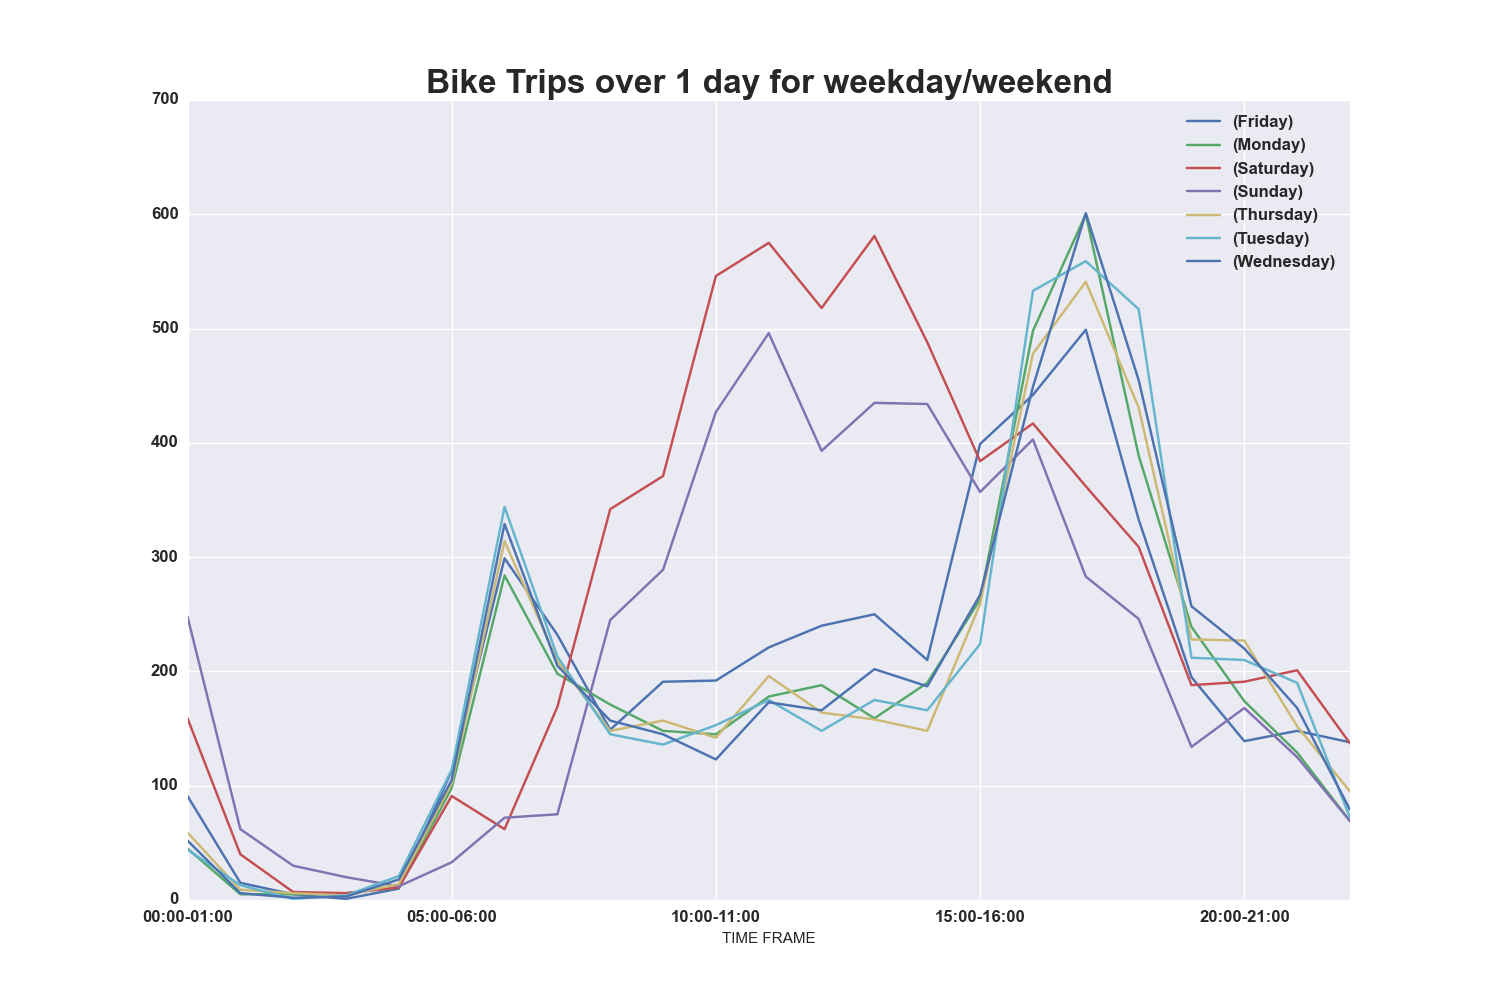 Bike Trips over 1 day for weekday/weekend
700
600
500
400
300
200
100
0
(Friday)
(Monday)
(Saturday)
(Sunday)
(Thursday)
(Tuesday)
(Wednesday)
00:00-01:00 05:00-06:00 10:00-11:00 15:00-16:00 20:00-21:00
TIME FRAME